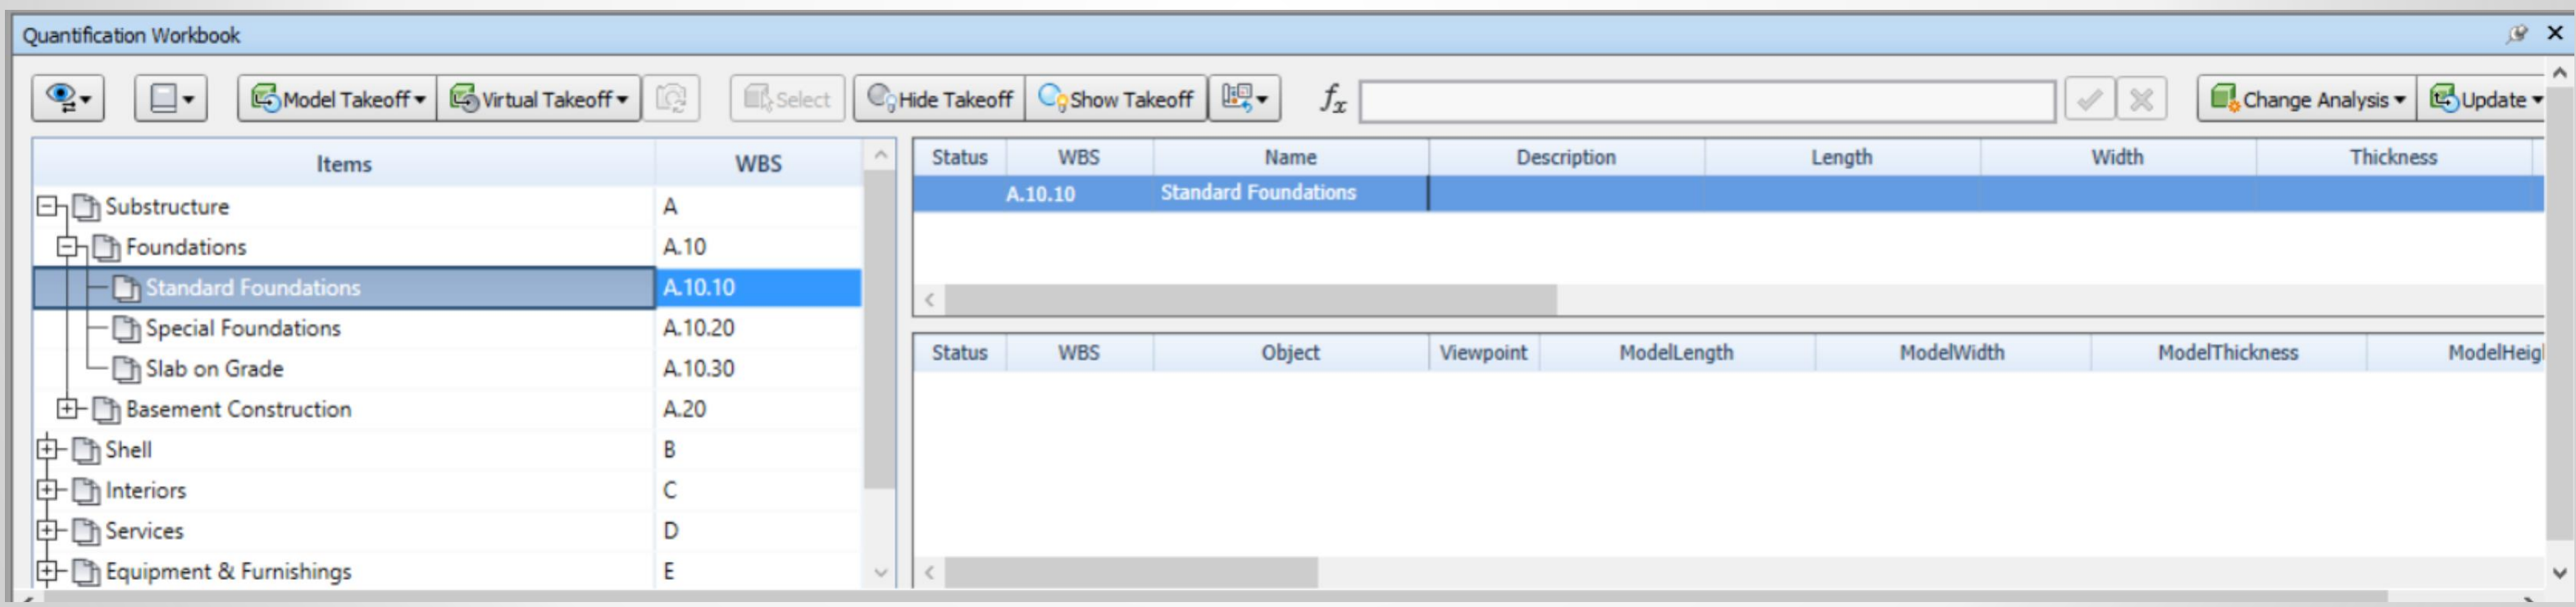 Quantification Workbook
Model Takeoff Virtual Takeoff Select Hide Takeoff Show Takeoff fx Change Analysis Update
Items WBS
Substructure A
Foundations A.10
Standard Foundations A.10.10
Special Foundations A.10.20
Slab on Grade A.10.30
Basement Construction A.20
Shell B
Interiors C
Services D
Equipment & Furnishings E
Status WBS Name Description Length Width Thickness
A.10.10 Standard Foundations
Status WBS Object Viewpoint ModelLength ModelWidth ModelThickness ModelHeig